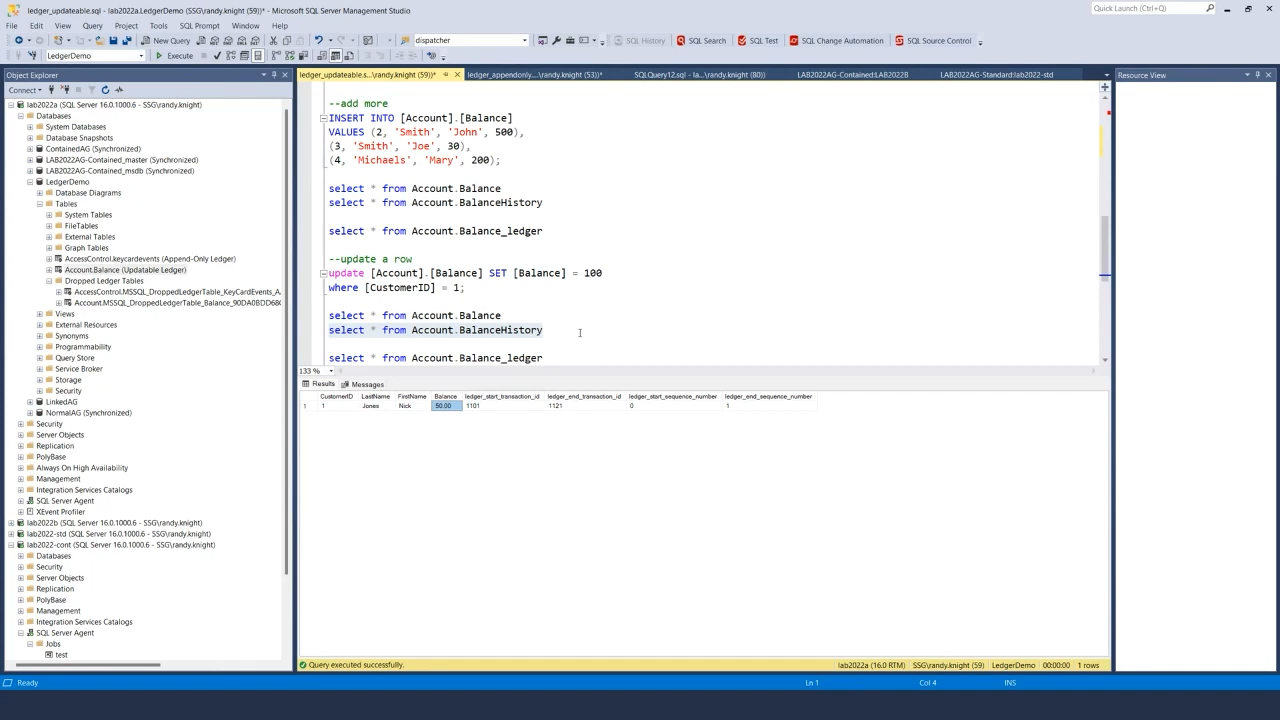 ledger_updateable.sql - lab2022a.LedgerDemo (SSG\randy.knight (59))* - Microsoft SQL Server Management Studio
Quick Launch (Ctrl+Q)
File Edit View Query Project Tools SQL Prompt Window Help
New Query
dispatcher
SQL History SQL Search SQL Test SQL Change Automation SQL Source Control
LedgerDemo
Execute
Object Explorer
ledger_updateable.s...randy.knight (59))* ledger_appendonly....randy.knight (53))* SQLQuery12.sql - la...randy.knight (80)) LAB2022AG-Contained:LAB2022B LAB2022AG-Standard:lab2022-std
Resource View
Connect
lab2022a (SQL Server 16.0.1000.6 - SSG\randy.knight)
Databases
System Databases
Database Snapshots
ContainedAG (Synchronized)
LAB2022AG-Contained_master (Synchronized)
LAB2022AG-Contained_msdb (Synchronized)
LedgerDemo
Database Diagrams
Tables
System Tables
FileTables
External Tables
Graph Tables
AccessControl.keycardevents (Append-Only Ledger)
Account.Balance (Updatable Ledger)
Dropped Ledger Tables
AccessControl.MSSQL_DroppedLedgerTable_KeyCardEvents_A
Account.MSSQL_DroppedLedgerTable_Balance_90DA0BDD68
Views
External Resources
Synonyms
Programmability
Query Store
Service Broker
Storage
Security
LinkedAG
NormalAG (Synchronized)
Security
Server Objects
Replication
PolyBase
Always On High Availability
Management
Integration Services Catalogs
SQL Server Agent
XEvent Profiler
lab2022b (SQL Server 16.0.1000.6 - SSG\randy.knight)
lab2022-std (SQL Server 16.0.1000.6 - SSG\randy.knight)
lab2022-cont (SQL Server 16.0.1000.6 - SSG\randy.knight)
Databases
Security
Server Objects
Replication
PolyBase
Management
Integration Services Catalogs
SQL Server Agent
Jobs
test
--add more
INSERT INTO [Account].[Balance]
VALUES (2, 'Smith', 'John', 500),
(3, 'Smith', 'Joe', 30),
(4, 'Michaels', 'Mary', 200);
select * from Account.Balance
select * from Account.BalanceHistory
select * from Account.Balance_ledger
--update a row
update [Account].[Balance] SET [Balance] = 100
where [CustomerID] = 1;
select * from Account.Balance
select * from Account.BalanceHistory
select * from Account.Balance_ledger
133 %
Results Messages
CustomerID LastName FirstName Balance ledger_start_transaction_id ledger_end_transaction_id ledger_start_sequence_number ledger_end_sequence_number
1 1 Jones Nick 50.00 1101 1121 0 1
Query executed successfully. lab2022a (16.0 RTM) SSG\randy.knight (59) LedgerDemo 00:00:00 1 rows
Ready Ln 1 Col 4 INS